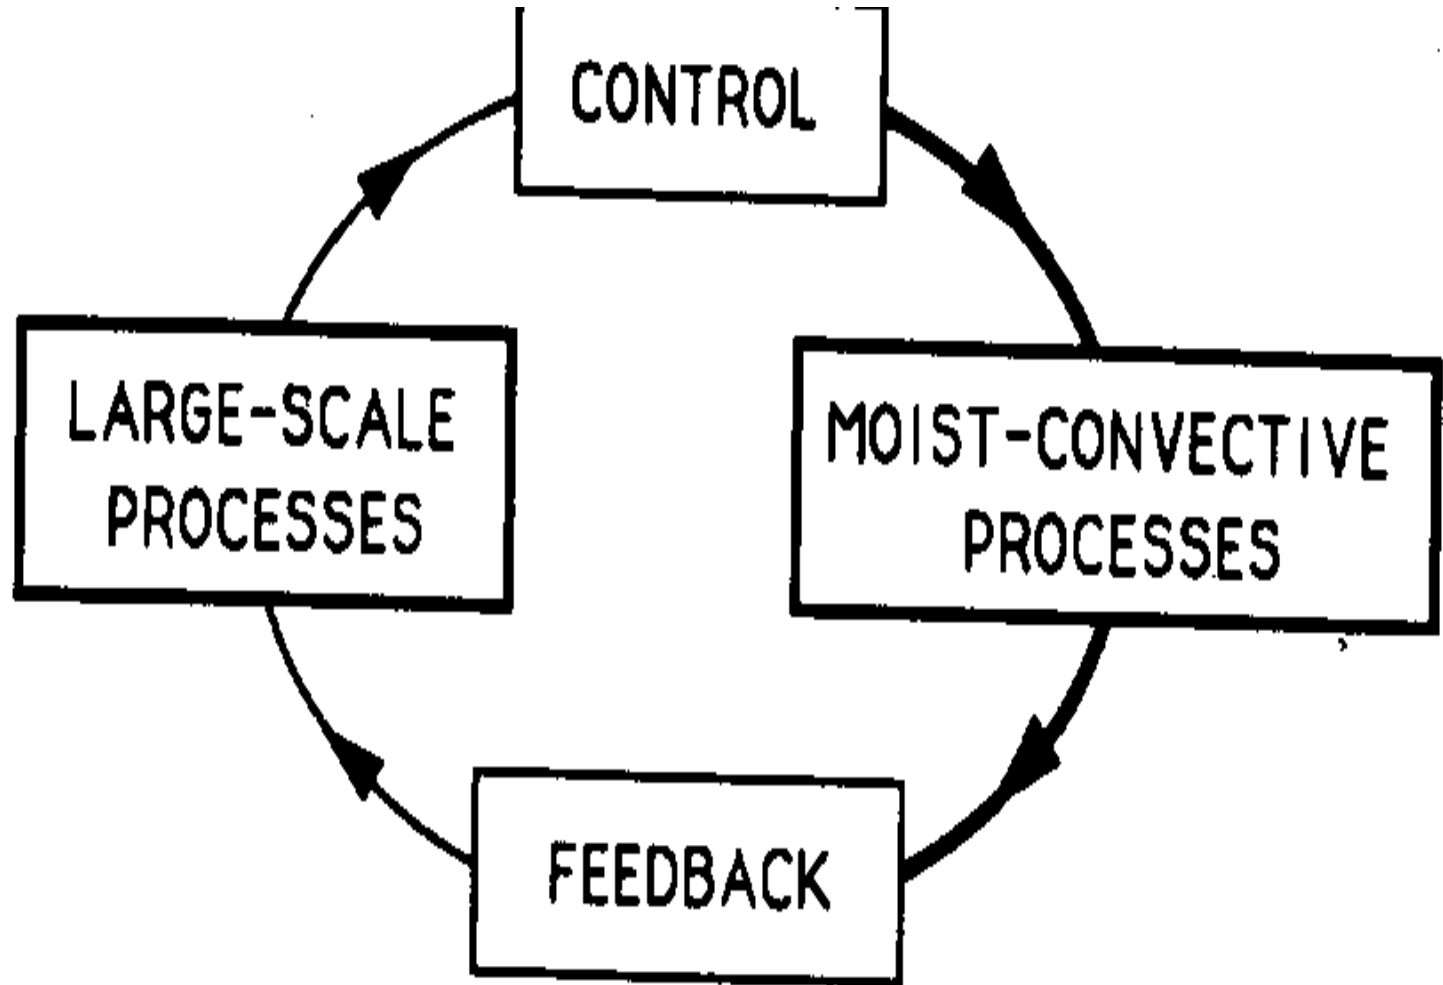 CONTROL
LARGE-SCALE
PROCESSES
MOIST-CONVECTIVE
PROCESSES
FEEDBACK